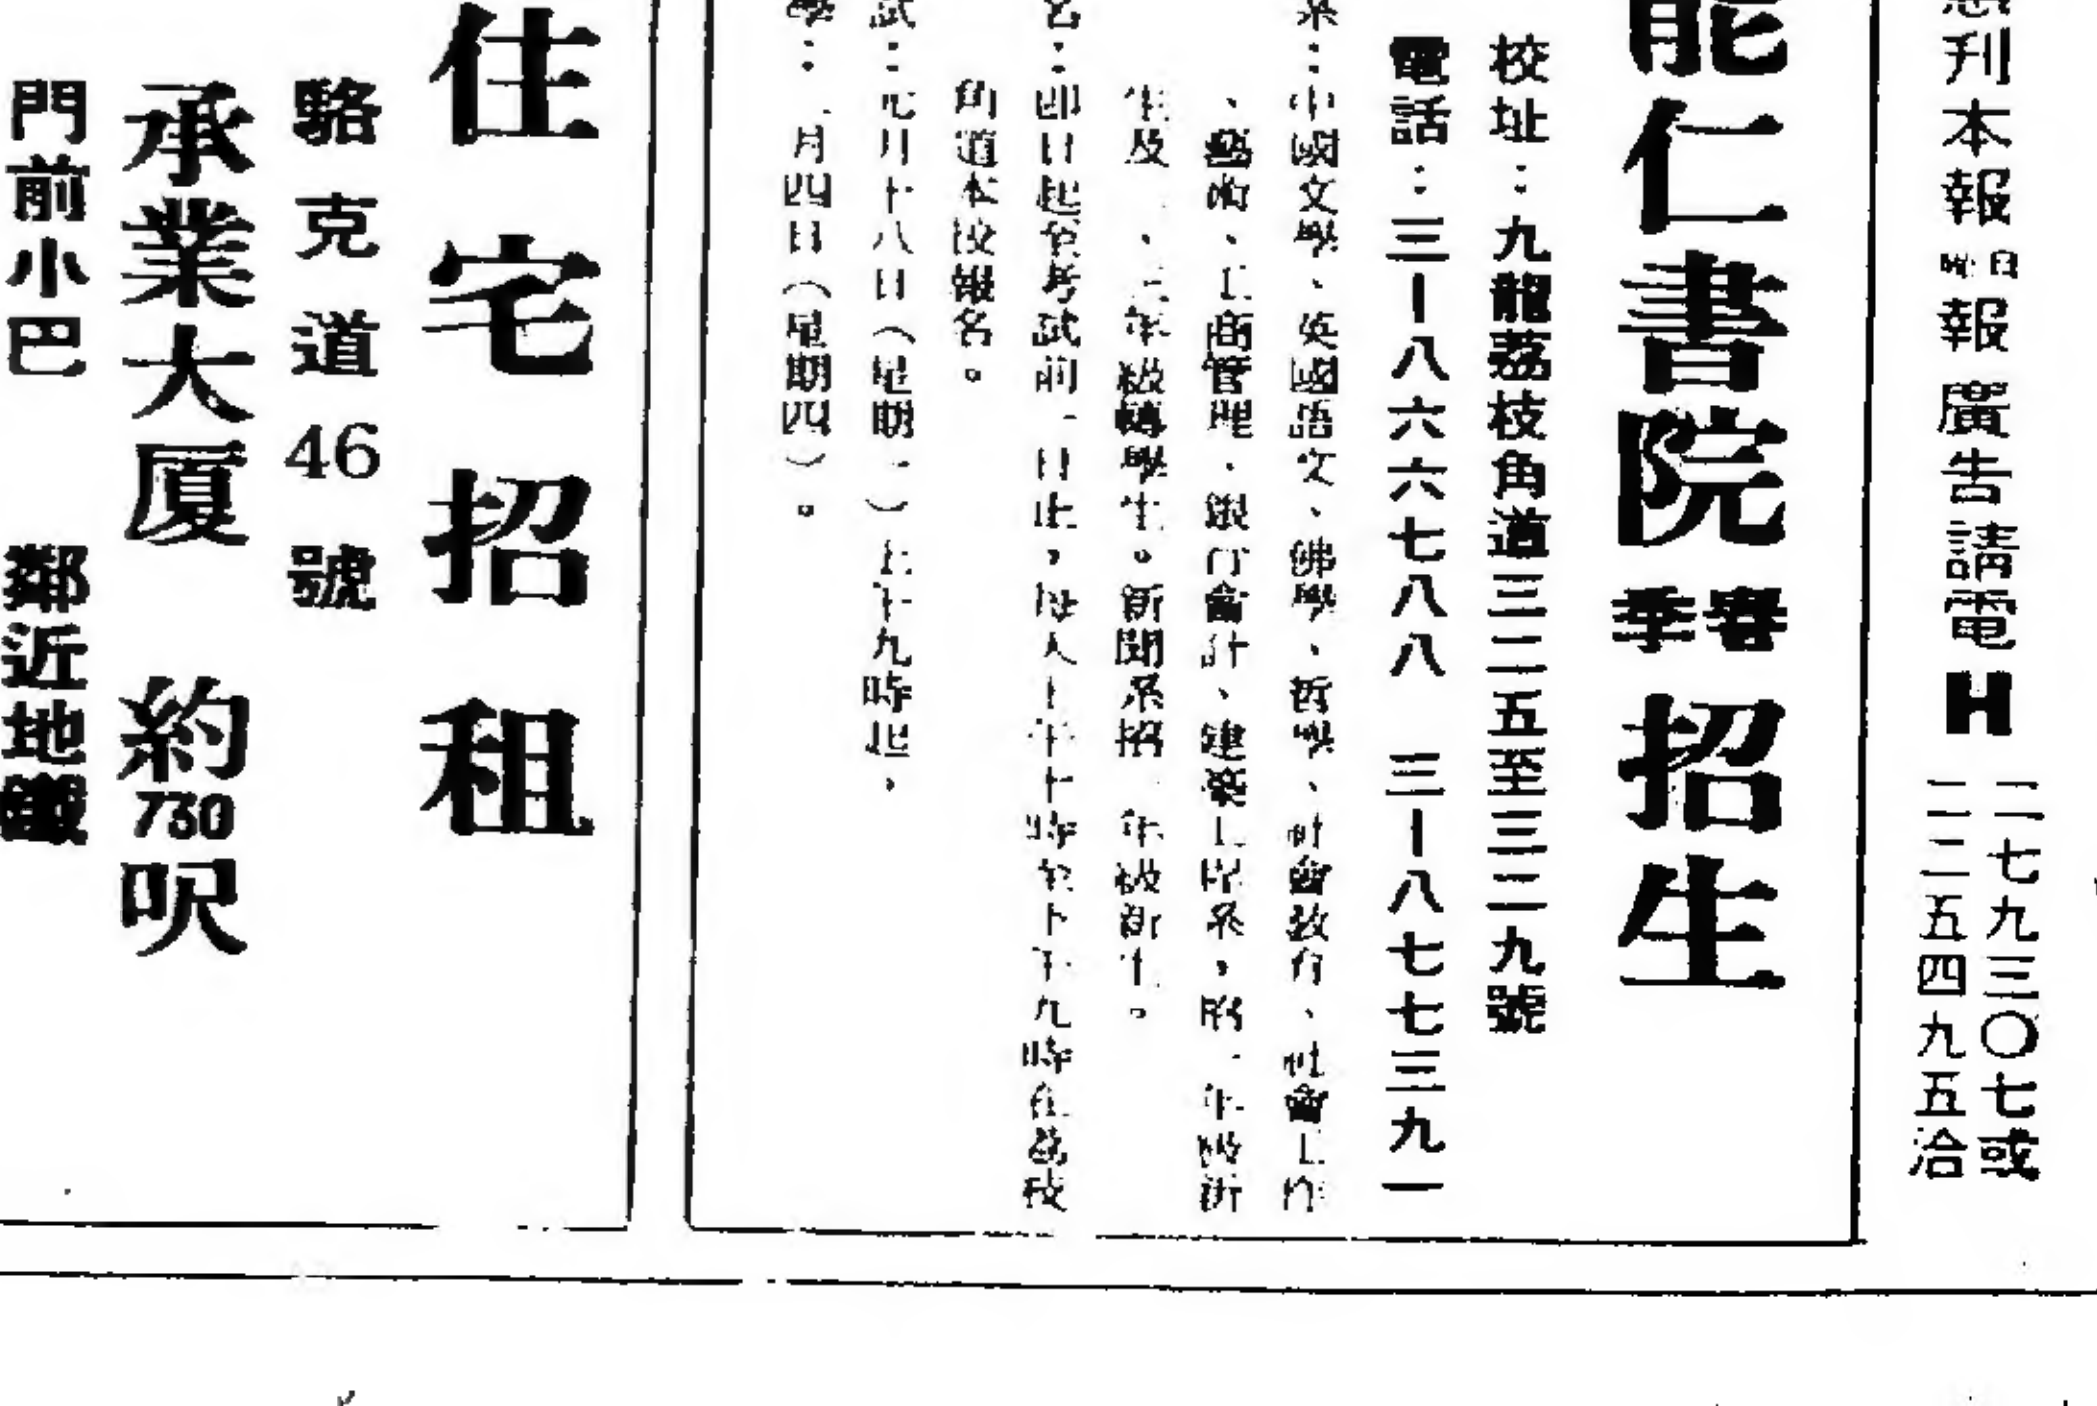 刊本報晚日報廣告請電H
二七九三〇七或
一二二五四九五洽
能仁書院春季招生
校址：九龍荔枝角道三二五至三二九號
電話：三—八六六七八八　三—八七七三九一
系：中國文學、英國語文、佛學、哲學、社會教育、社會工作
、藝術、工商管理、銀行會計、建築工程系，招一年級新
生及二、三年級轉學生。新聞系招一年級新生。
名：即日起至考試前一日止，每人上午十時至下午九時在荔枝
角道本校報名。
試：元月十八日（星期一）上午九時起，
學：二月四日（星期四）。
住宅招租
駱克道46號
承業大厦　約730呎
門前小巴　鄰近地鐵